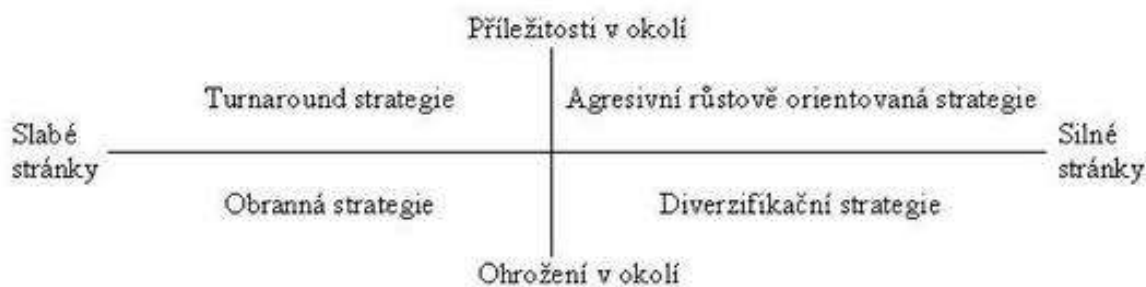 Příležitosti v okolí
Turnaround strategie
Agresivní růstově orientovaná strategie
Slabé
stránky
Silné
stránky
Obranná strategie
Diverzifikační strategie
Ohrožení v okolí